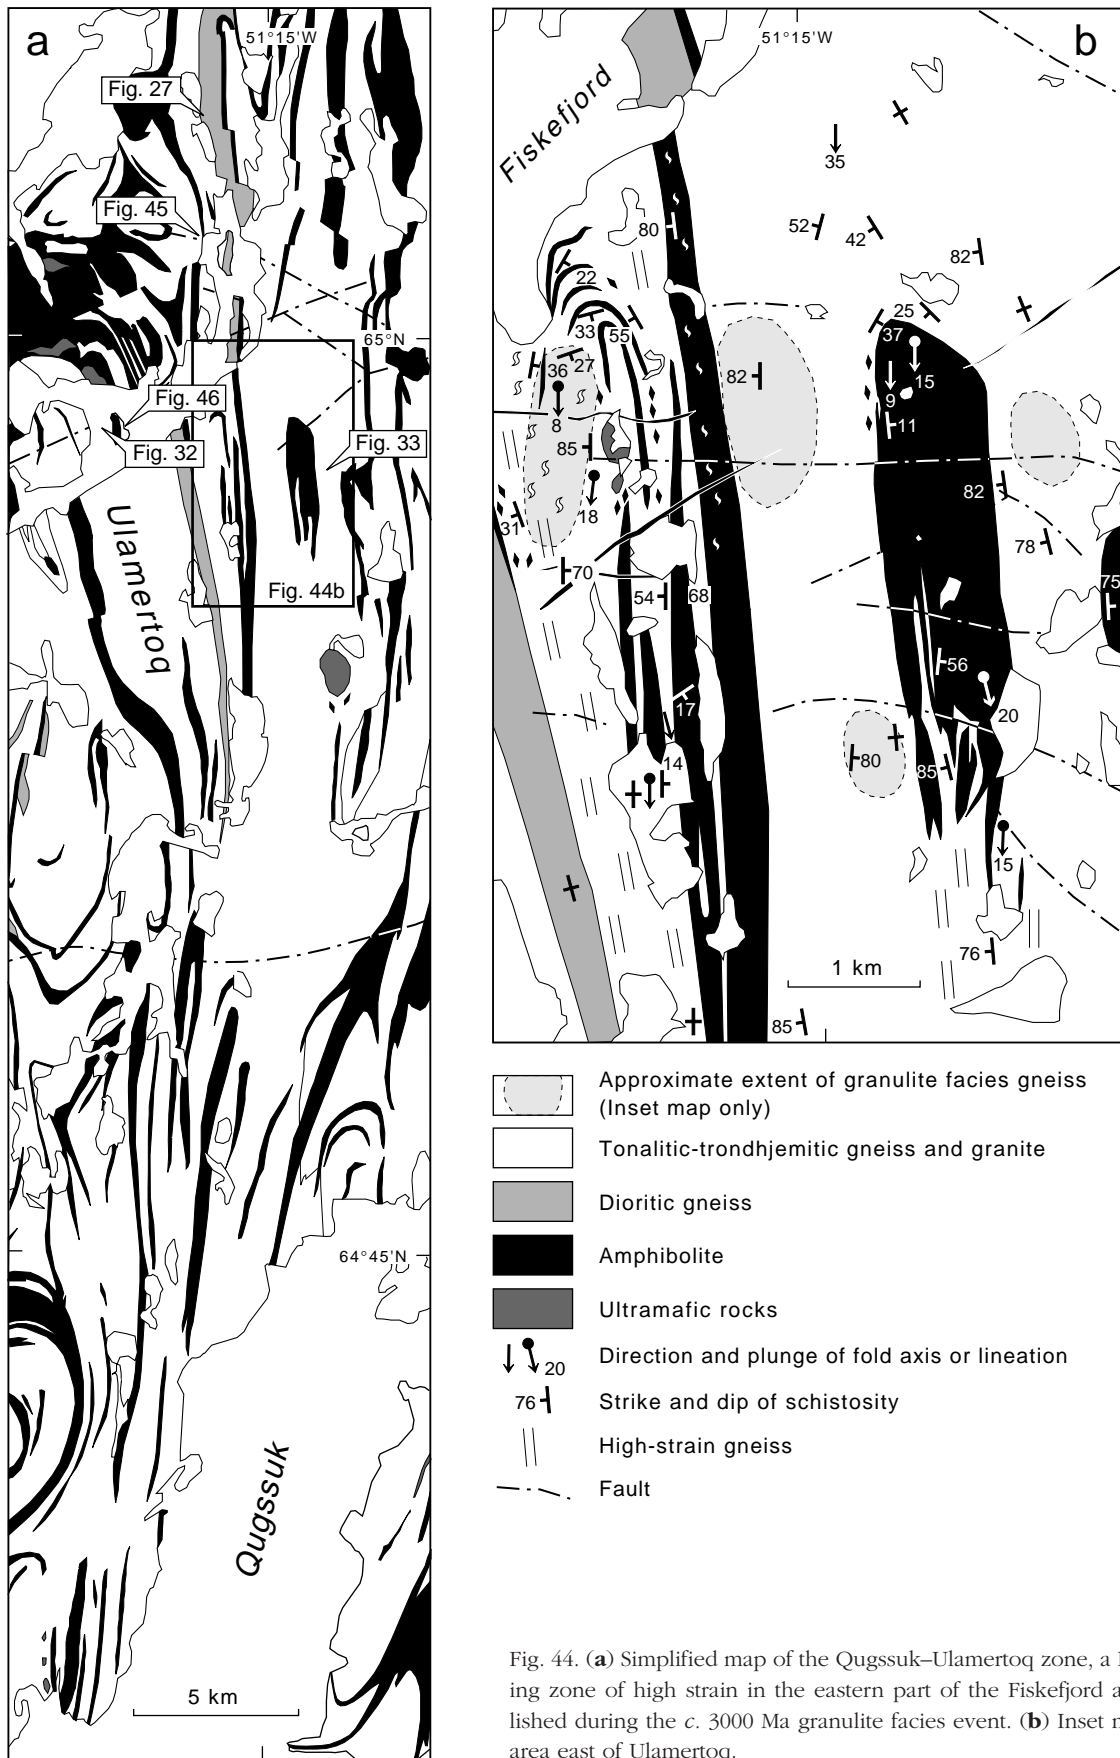 a
51°15'W
Fig. 27
Fig. 45
65°N
Fig. 46
Fig. 32
Fig. 33
Fig. 44b
Ulamertoq
64°45'N
Qugssuk
5 km
b
51°15'W
Fiskefjord
35
80
52
42
82
22
33
55
25
37
36
27
15
82
9
8
11
85
18
82
31
78
70
54
68
75
56
17
20
14
80
85
15
76
1 km
85
Approximate extent of granulite facies gneiss
(Inset map only)
Tonalitic-trondhjemitic gneiss and granite
Dioritic gneiss
Amphibolite
Ultramafic rocks
20
Direction and plunge of fold axis or lineation
76
Strike and dip of schistosity
High-strain gneiss
Fault
Fig. 44. (a) Simplified map of the Qugssuk–Ulamertoq zone, a
ing zone of high strain in the eastern part of the Fiskefjord a
lished during the c. 3000 Ma granulite facies event. (b) Inset
area east of Ulamertoq.